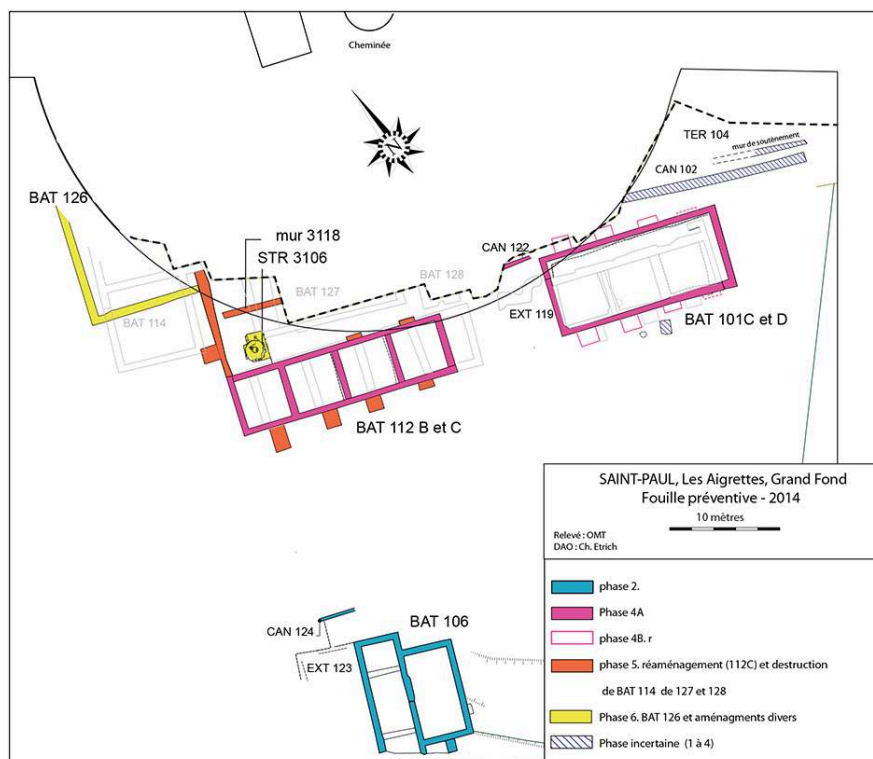 Cheminée
N
TER 104
mur de soutènement
CAN 102
BAT 126
mur 3118
STR 3106
CAN 122
BAT 128
BAT 127
BAT 114
EXT 119
BAT 101C et D
BAT 112 B et C
SAINT-PAUL, Les Aigrettes, Grand Fond
Fouille préventive - 2014
10 mètres
Relevé : OMT
DAO : Ch. Etrich
phase 2.
Phase 4A
phase 4B. r
phase 5. réaménagement (112C) et destruction
de BAT 114 de 127 et 128
Phase 6. BAT 126 et aménagments divers
Phase incertaine (1 à 4)
BAT 106
CAN 124
EXT 123